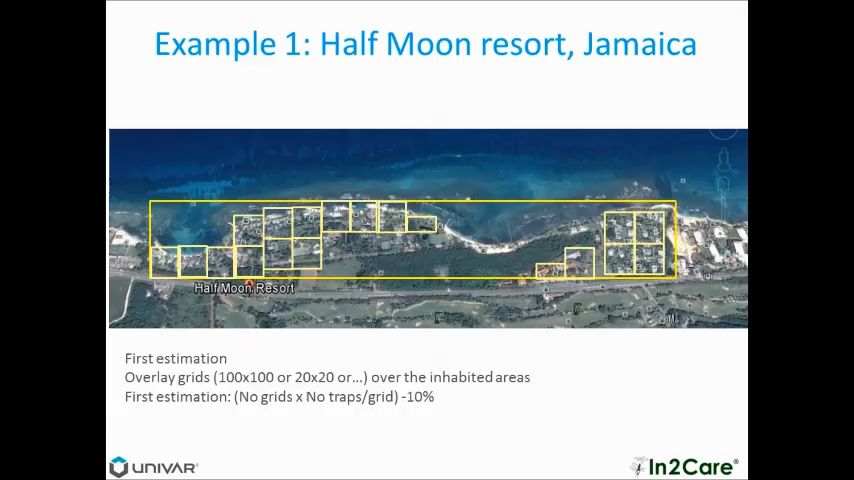 Example 1: Half Moon resort, Jamaica
Half Moon Resort
First estimation
Overlay grids (100x100 or 20x20 or...) over the inhabited areas
First estimation: (No grids x No traps/grid) -10%
UNIVAR
In2Care®